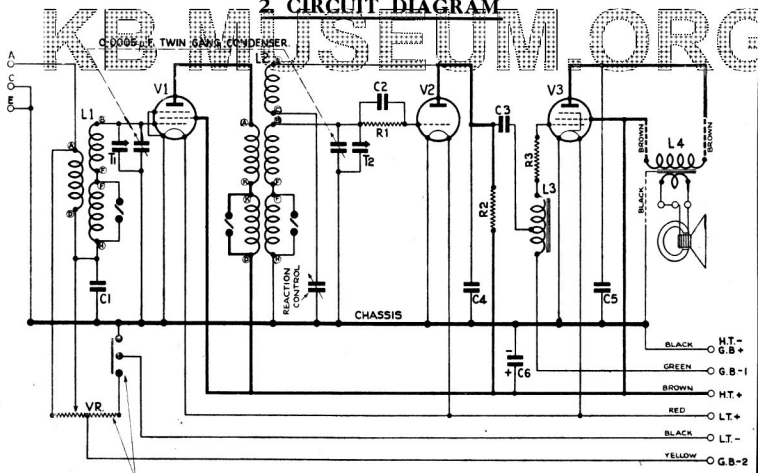 2. CIRCUIT DIAGRAM
KB-MUSEUM.ORG
0·0005 μF. TWIN GANG CONDENSER.
A
C
E
L1
T1
C1
V1
L2
REACTION
CONTROL
T2
C2
R1
V2
C3
R2
C4
R3
L3
V3
C5
BROWN
BROWN
L4
BLACK
CHASSIS
C6
VR.
BLACK
H.T.-
G.B+
GREEN
G.B-1
BROWN
H.T.+
RED
L.T.+
BLACK
L.T.-
YELLOW
G.B-2